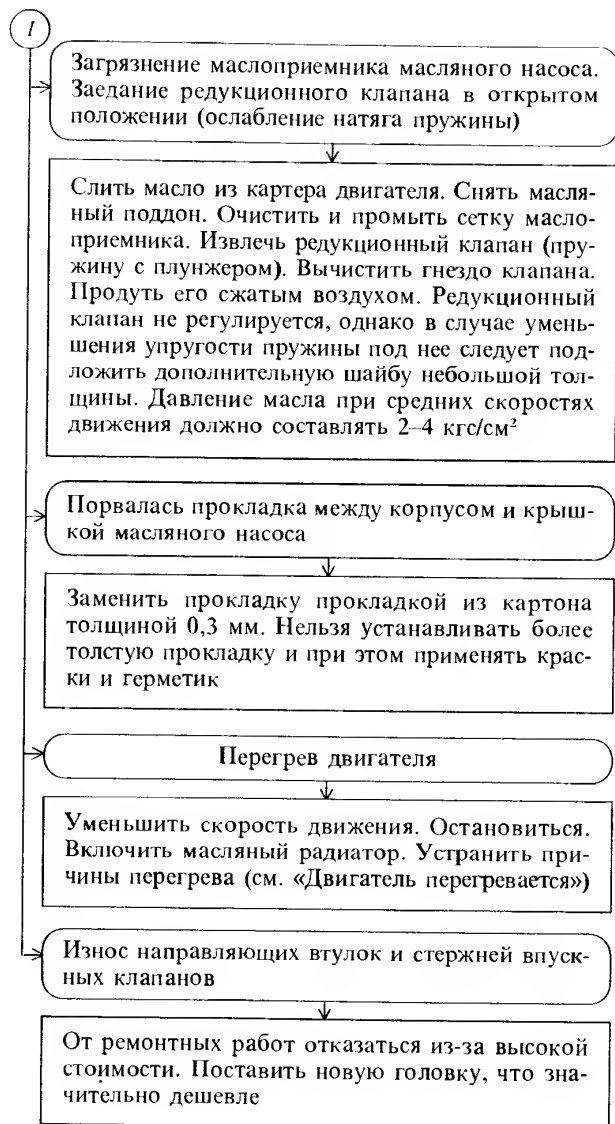 I
Загрязнение маслоприемника масляного насоса.
Заедание редукционного клапана в открытом
положении (ослабление натяга пружины)
Слить масло из картера двигателя. Снять масля-
ный поддон. Очистить и промыть сетку масло-
приемника. Извлечь редукционный клапан (пру-
жину с плунжером). Вычистить гнездо клапана.
Продуть его сжатым воздухом. Редукционный
клапан не регулируется, однако в случае умень-
шения упругости пружины под нее следует под-
ложить дополнительную шайбу небольшой тол-
щины. Давление масла при средних скоростях
движения должно составлять 2–4 кгс/см²
Порвалась прокладка между корпусом и крыш-
кой масляного насоса
Заменить прокладку прокладкой из картона
толщиной 0,3 мм. Нельзя устанавливать более
толстую прокладку и при этом применять крас-
ки и герметик
Перегрев двигателя
Уменьшить скорость движения. Остановиться.
Включить масляный радиатор. Устранить при-
чины перегрева (см. «Двигатель перегревается»)
Износ направляющих втулок и стержней впуск-
ных клапанов
От ремонтных работ отказаться из-за высокой
стоимости. Поставить новую головку, что зна-
чительно дешевле